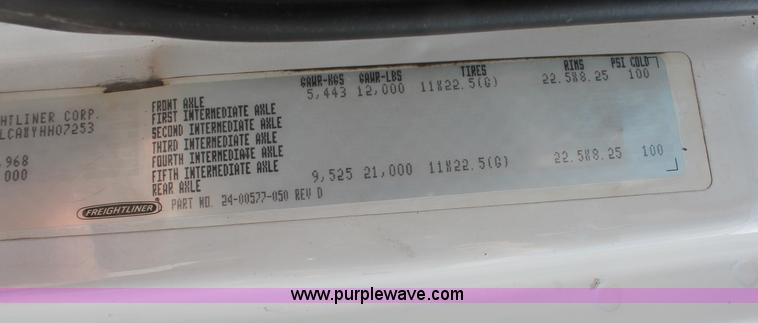 GAWR-KGS GAWR-LBS TIRES RIMS PSI COLD
HTLINER CORP. FRONT AXLE 5,443 12,000 11X22.5(G) 22.5X8.25 100
LCA8YHH07253 FIRST INTERMEDIATE AXLE
SECOND INTERMEDIATE AXLE
THIRD INTERMEDIATE AXLE
968 FOURTH INTERMEDIATE AXLE
000 FIFTH INTERMEDIATE AXLE
REAR AXLE 9,525 21,000 11X22.5(G) 22.5X8.25 100
FREIGHTLINER PART NO. 24-00577-050 REV D
www.purplewave.com